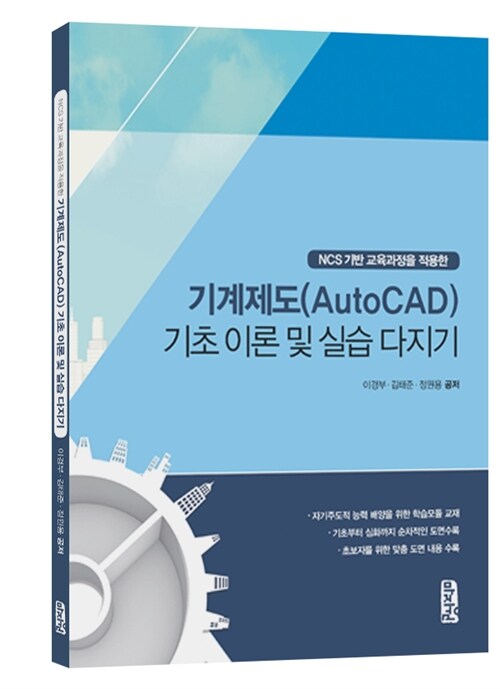 NCS 기반 교육과정을 적용한
기계제도(AutoCAD)
기초 이론 및 실습 다지기
이경부 · 김태준 · 정원용 공저
· 자기주도적 능력 배양을 위한 학습모듈 교재
· 기초부터 심화까지 순차적인 도면수록
· 초보자를 위한 맞춤 도면 내용 수록
NCS 기반 교육과정을 적용한 기계제도(AutoCAD) 기초 이론 및 실습 다지기
이경부 · 김태준 · 정원용 공저